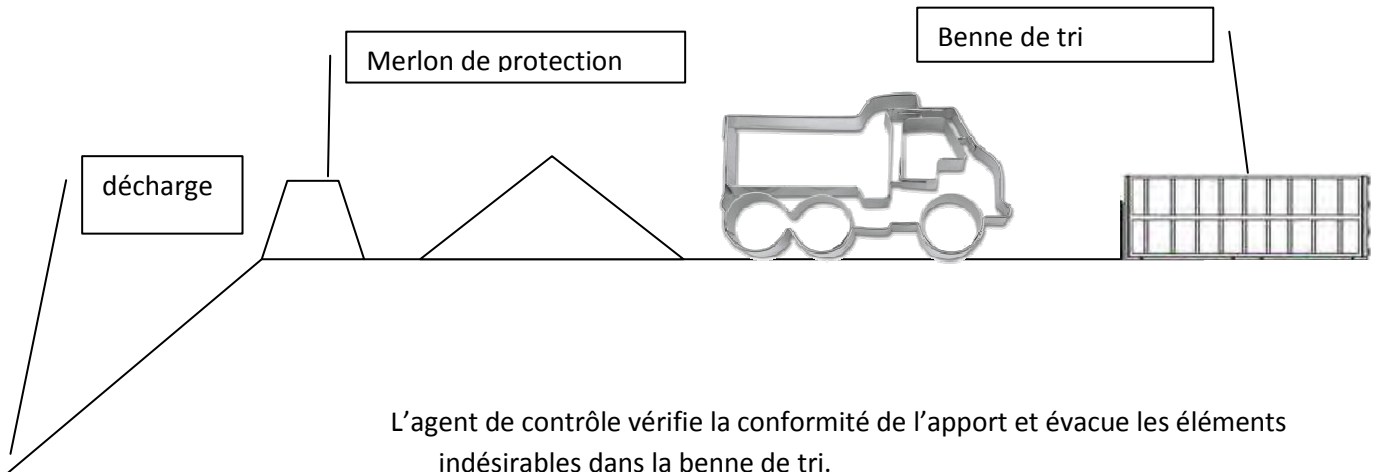 Benne de tri
Merlon de protection
décharge
L’agent de contrôle vérifie la conformité de l’apport et évacue les éléments
indésirables dans la benne de tri.